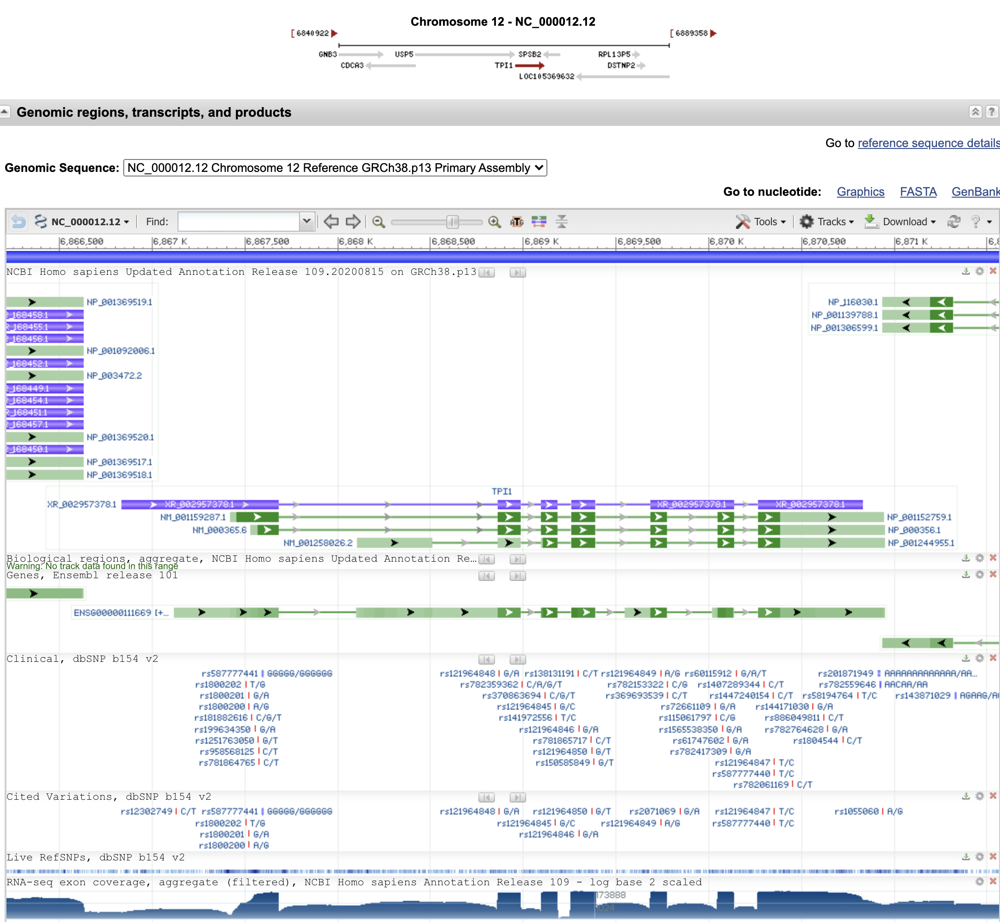 Chromosome 12 - NC_000012.12
[ 6840922 [ 6889358
GNB3 USP5 SPSB2 RPL13P5
CDCA3 TPI1 DSTNP2
LOC105369632
Genomic regions, transcripts, and products ?
Go to reference sequence details
Genomic Sequence: NC_000012.12 Chromosome 12 Reference GRCh38.p13 Primary Assembly
Go to nucleotide: Graphics FASTA GenBank
NC_000012.12 Find: ATG Tools Tracks Download ?
6,866,500 6,867 K 6,867,500 6,868 K 6,868,500 6,869 K 6,869,500 6,870 K 6,870,500 6,871 K
NCBI Homo sapiens Updated Annotation Release 109.20200815 on GRCh38.p13
NP_001369519.1 NP_116030.1
R_168458.1 NP_001139788.1
R_168455.1 NP_001306599.1
R_168456.1
NP_001092006.1
R_168452.1
NP_003472.2
R_168449.1
R_168454.1
R_168451.1
R_168457.1
NP_001369520.1
R_168450.1
NP_001369517.1
NP_001369518.1
TPI1
XR_002957378.1 XR_002957378.1 XR_002957378.1 XR_002957378.1
NM_001159287.1 NP_001152759.1
NM_000365.6 NP_000356.1
NM_001258026.2 NP_001244955.1
Biological regions, aggregate, NCBI Homo sapiens Updated Annotation Re...
Warning: No track data found in this range
Genes, Ensembl release 101
ENSG00000111669 [+...
Clinical, dbSNP b154 v2
rs587777441 GGGGG/GGGGGG rs121964848 G/A rs138131191 C/T rs121964849 A/G rs60115912 G/A/T rs201871949 AAAAAAAAAAAAA/AA...
rs1800202 T/G rs782359362 C/A/G/T rs782153322 C/G rs1407289344 C/T rs782559646 AACAA/AA
rs1800201 G/A rs370863694 C/G/T rs369693539 C/T rs1447240154 C/T rs58194764 T/C rs143871029 AGAAG/A
rs1800200 A/G rs121964845 G/C rs72661109 G/A rs144171030 G/A
rs181882616 C/G/T rs141972556 T/C rs115061797 C/G rs886049811 C/T
rs199634350 G/A rs121964846 G/A rs1565538350 G/A rs782764628 G/A
rs1251763050 G/T rs781865717 C/T rs61747602 G/A rs1804544 C/T
rs958568125 C/T rs121964850 G/T rs782417309 G/A
rs781864765 C/T rs150585849 G/T rs121964847 T/C
rs587777440 T/C
rs782061169 C/T
Cited Variations, dbSNP b154 v2
rs12302749 C/T rs587777441 GGGGG/GGGGGG rs121964848 G/A rs121964850 G/T rs2071069 G/A rs121964847 T/C rs1055060 A/G
rs1800202 T/G rs121964845 G/C rs121964849 A/G rs587777440 T/C
rs1800201 G/A rs121964846 G/A
rs1800200 A/G
Live RefSNPs, dbSNP b154 v2
RNA-seq exon coverage, aggregate (filtered), NCBI Homo sapiens Annotation Release 109 - log base 2 scaled
173888
1024